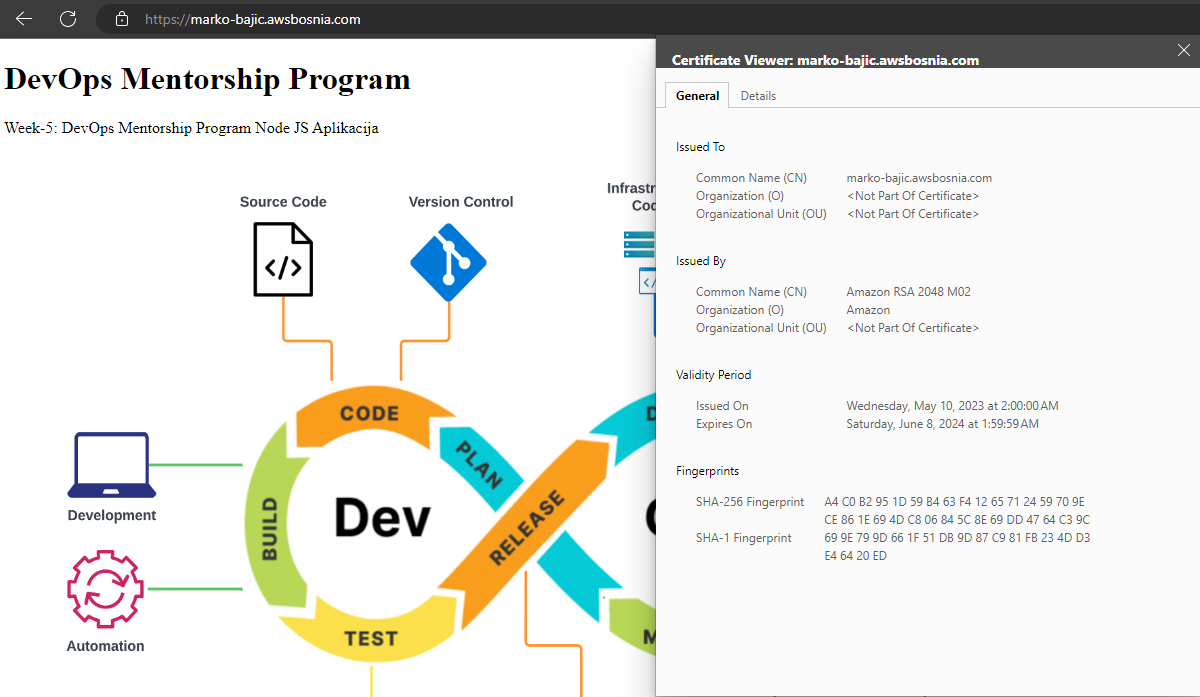 https://marko-bajic.awsbosnia.com
DevOps Mentorship Program
Week-5: DevOps Mentorship Program Node JS Aplikacija
Source Code
Version Control
Development
Automation
CODE
PLAN
BUILD
Dev
RELEASE
TEST
Certificate Viewer: marko-bajic.awsbosnia.com
General
Details
Issued To
Common Name (CN) marko-bajic.awsbosnia.com
Organization (O) <Not Part Of Certificate>
Organizational Unit (OU) <Not Part Of Certificate>
Issued By
Common Name (CN) Amazon RSA 2048 M02
Organization (O) Amazon
Organizational Unit (OU) <Not Part Of Certificate>
Validity Period
Issued On Wednesday, May 10, 2023 at 2:00:00 AM
Expires On Saturday, June 8, 2024 at 1:59:59 AM
Fingerprints
SHA-256 Fingerprint A4 C0 B2 95 1D 59 B4 63 F4 12 65 71 24 59 70 9E
CE 86 1E 69 4D C8 06 84 5C 8E 69 DD 47 64 C3 9C
SHA-1 Fingerprint 69 9E 79 9D 66 1F 51 DB 9D 87 C9 81 FB 23 4D D3
E4 64 20 ED